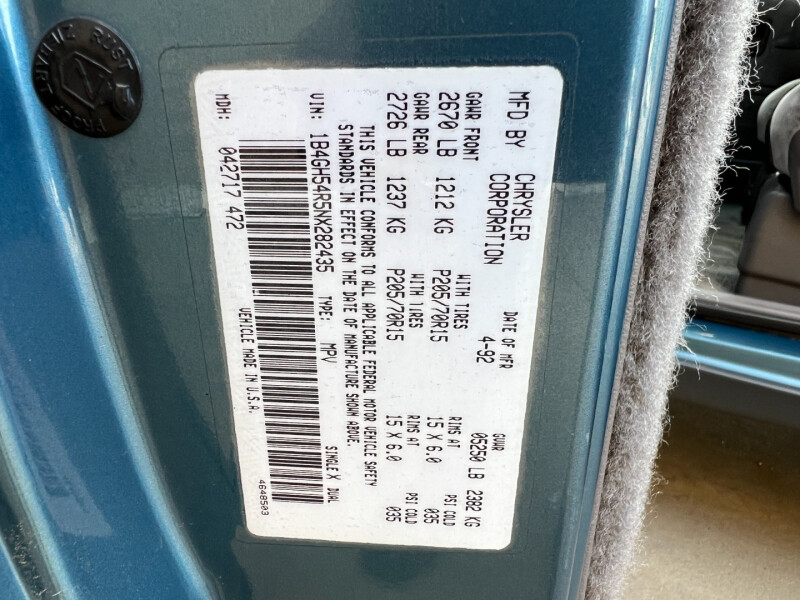 MFD BY CHRYSLER CORPORATION
DATE OF MFR 4-92
GVWR 05250 LB 2382 KG
GAWR FRONT WITH TIRES RIMS AT PSI COLD
2670 LB 1212 KG P205/70R15 15 X 6.0 035
GAWR REAR WITH TIRES RIMS AT PSI COLD
2726 LB 1237 KG P205/70R15 15 X 6.0 035
THIS VEHICLE CONFORMS TO ALL APPLICABLE FEDERAL MOTOR VEHICLE SAFETY
STANDARDS IN EFFECT ON THE DATE OF MANUFACTURE SHOWN ABOVE.
VIN: 1B4GH54R5NX282435 TYPE: MPV SINGLE X DUAL
MDH: 042717 472
VEHICLE MADE IN U.S.A.
4648503
RUST
PROOF